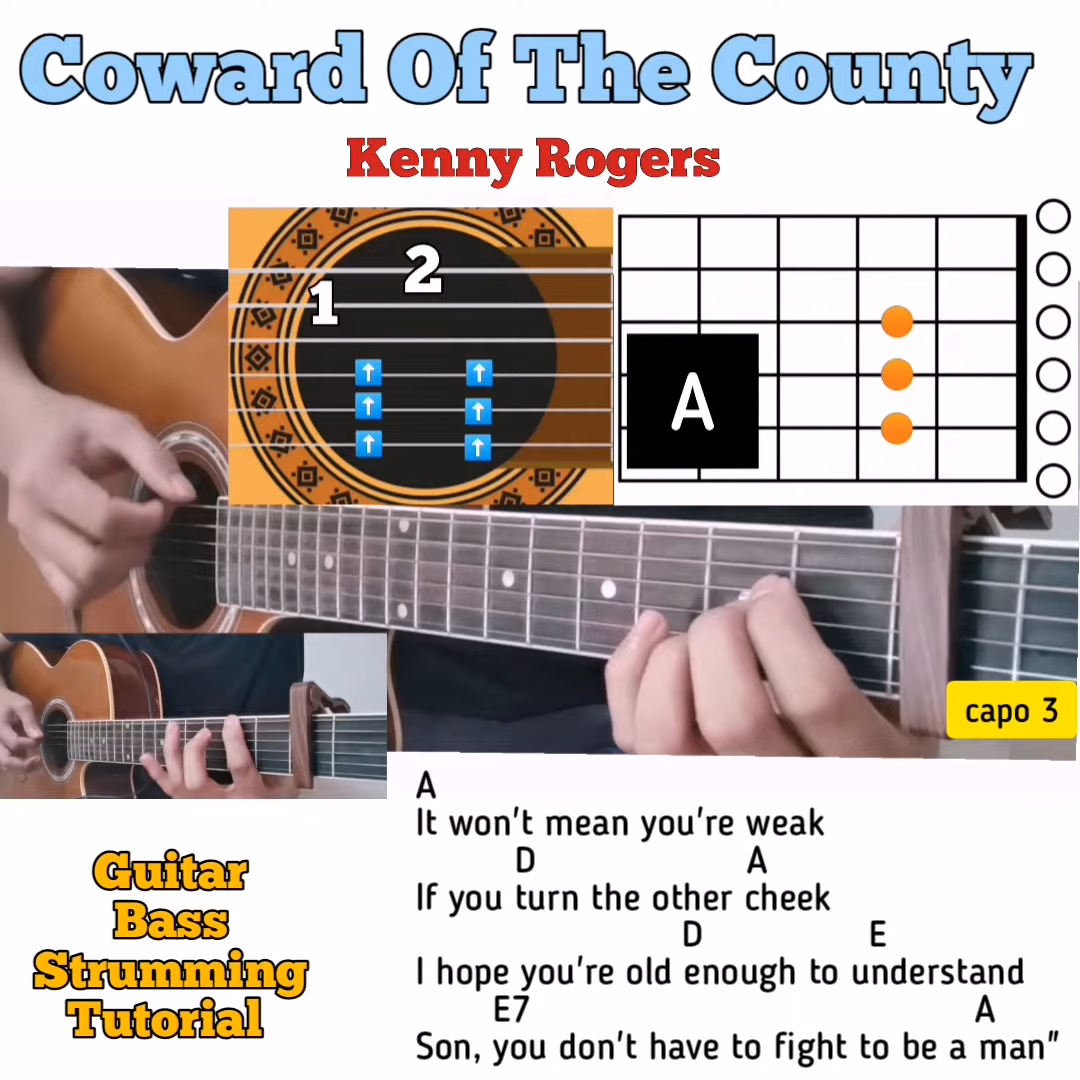 Coward Of The County
Kenny Rogers
1
2
A
capo 3
A
It won't mean you're weak
D A
If you turn the other cheek
D E
I hope you're old enough to understand
E7 A
Son, you don't have to fight to be a man"
Guitar
Bass
Strumming
Tutorial